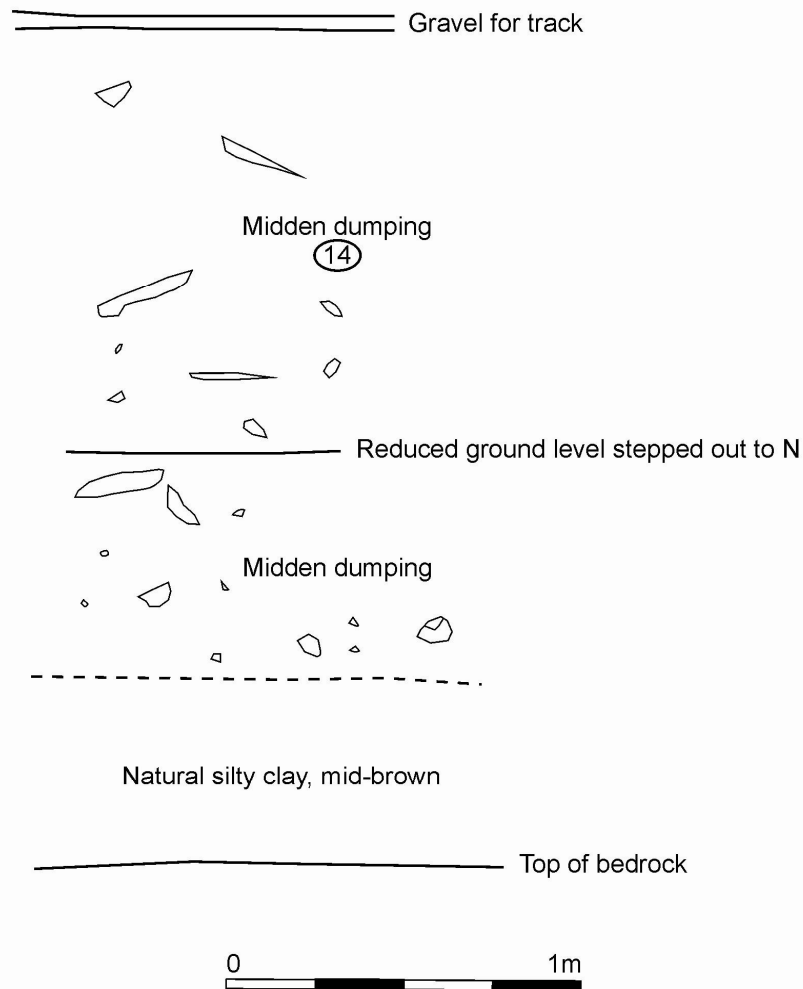 Gravel for track
Midden dumping
14
Reduced ground level stepped out to N
Midden dumping
Natural silty clay, mid-brown
Top of bedrock
0 1m